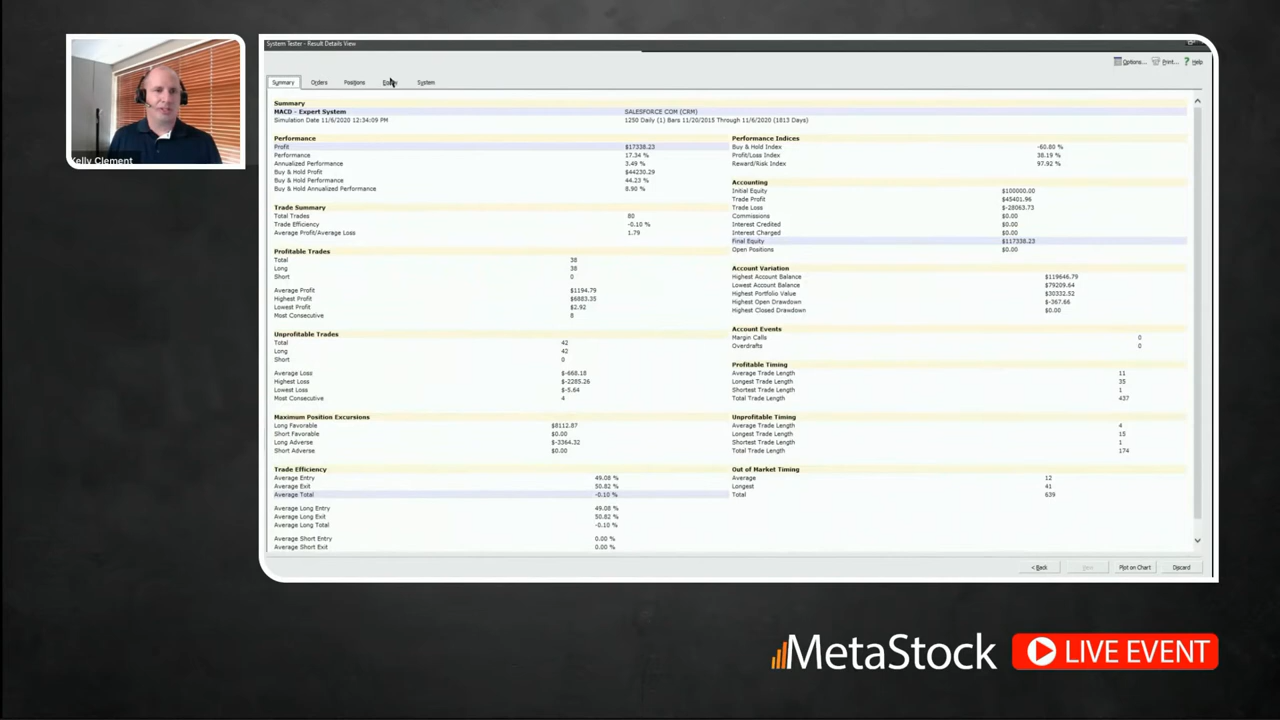 System Tester - Result Details View
Options... Print... Help
Summary Orders Positions System
Summary
MACD - Expert System SALESFORCE COM (CRM)
Simulation Date 11/6/2020 12:34:09 PM 1250 Daily (1) Bars 11/20/2015 Through 11/6/2020 (1813 Days)
Performance
Profit $17338.23
Performance 17.34 %
Annualized Performance 3.49 %
Buy & Hold Profit $44230.29
Buy & Hold Performance 44.23 %
Buy & Hold Annualized Performance 8.90 %
Trade Summary
Total Trades 80
Trade Efficiency -0.10 %
Average Profit/Average Loss 1.79
Profitable Trades
Total 38
Long 38
Short 0
Average Profit $1194.79
Highest Profit $6883.35
Lowest Profit $2.92
Most Consecutive 8
Unprofitable Trades
Total 42
Long 42
Short 0
Average Loss $-668.18
Highest Loss $-2285.26
Lowest Loss $-5.64
Most Consecutive 4
Maximum Position Excursions
Long Favorable $8112.87
Short Favorable $0.00
Long Adverse $-3364.32
Short Adverse $0.00
Trade Efficiency
Average Entry 49.08 %
Average Exit 50.82 %
Average Total -0.10 %
Average Long Entry 49.08 %
Average Long Exit 50.82 %
Average Long Total -0.10 %
Average Short Entry 0.00 %
Average Short Exit 0.00 %
Performance Indices
Buy & Hold Index -60.80 %
Profit/Loss Index 38.19 %
Reward/Risk Index 97.92 %
Accounting
Initial Equity $100000.00
Trade Profit $45401.96
Trade Loss $-28063.73
Commissions $0.00
Interest Credited $0.00
Interest Charged $0.00
Final Equity $117338.23
Open Positions $0.00
Account Variation
Highest Account Balance $119646.79
Lowest Account Balance $79209.64
Highest Portfolio Value $30332.52
Highest Open Drawdown $-367.66
Highest Closed Drawdown $0.00
Account Events
Margin Calls 0
Overdrafts 0
Profitable Timing
Average Trade Length 11
Longest Trade Length 35
Shortest Trade Length 1
Total Trade Length 437
Unprofitable Timing
Average Trade Length 4
Longest Trade Length 15
Shortest Trade Length 1
Total Trade Length 174
Out of Market Timing
Average 12
Longest 41
Total 639
< Back Plot on Chart Discard
Kelly Clement
MetaStock LIVE EVENT